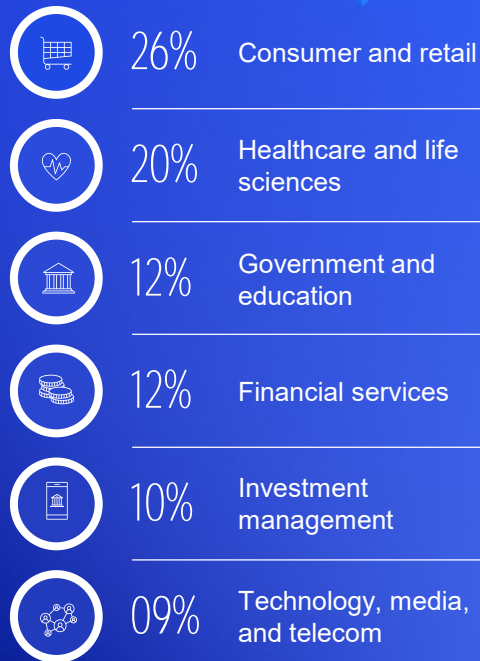 26% Consumer and retail
20% Healthcare and life
sciences
12% Government and
education
12% Financial services
10% Investment
management
09% Technology, media,
and telecom